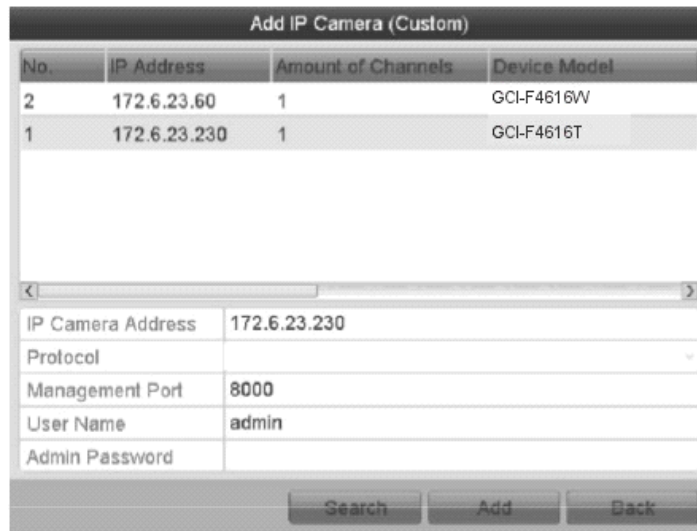 Add IP Camera (Custom)
No. IP Address Amount of Channels Device Model
2 172.6.23.60 1 GCI-F4616W
1 172.6.23.230 1 GCI-F4616T
IP Camera Address 172.6.23.230
Protocol
Management Port 8000
User Name admin
Admin Password
Search Add Back